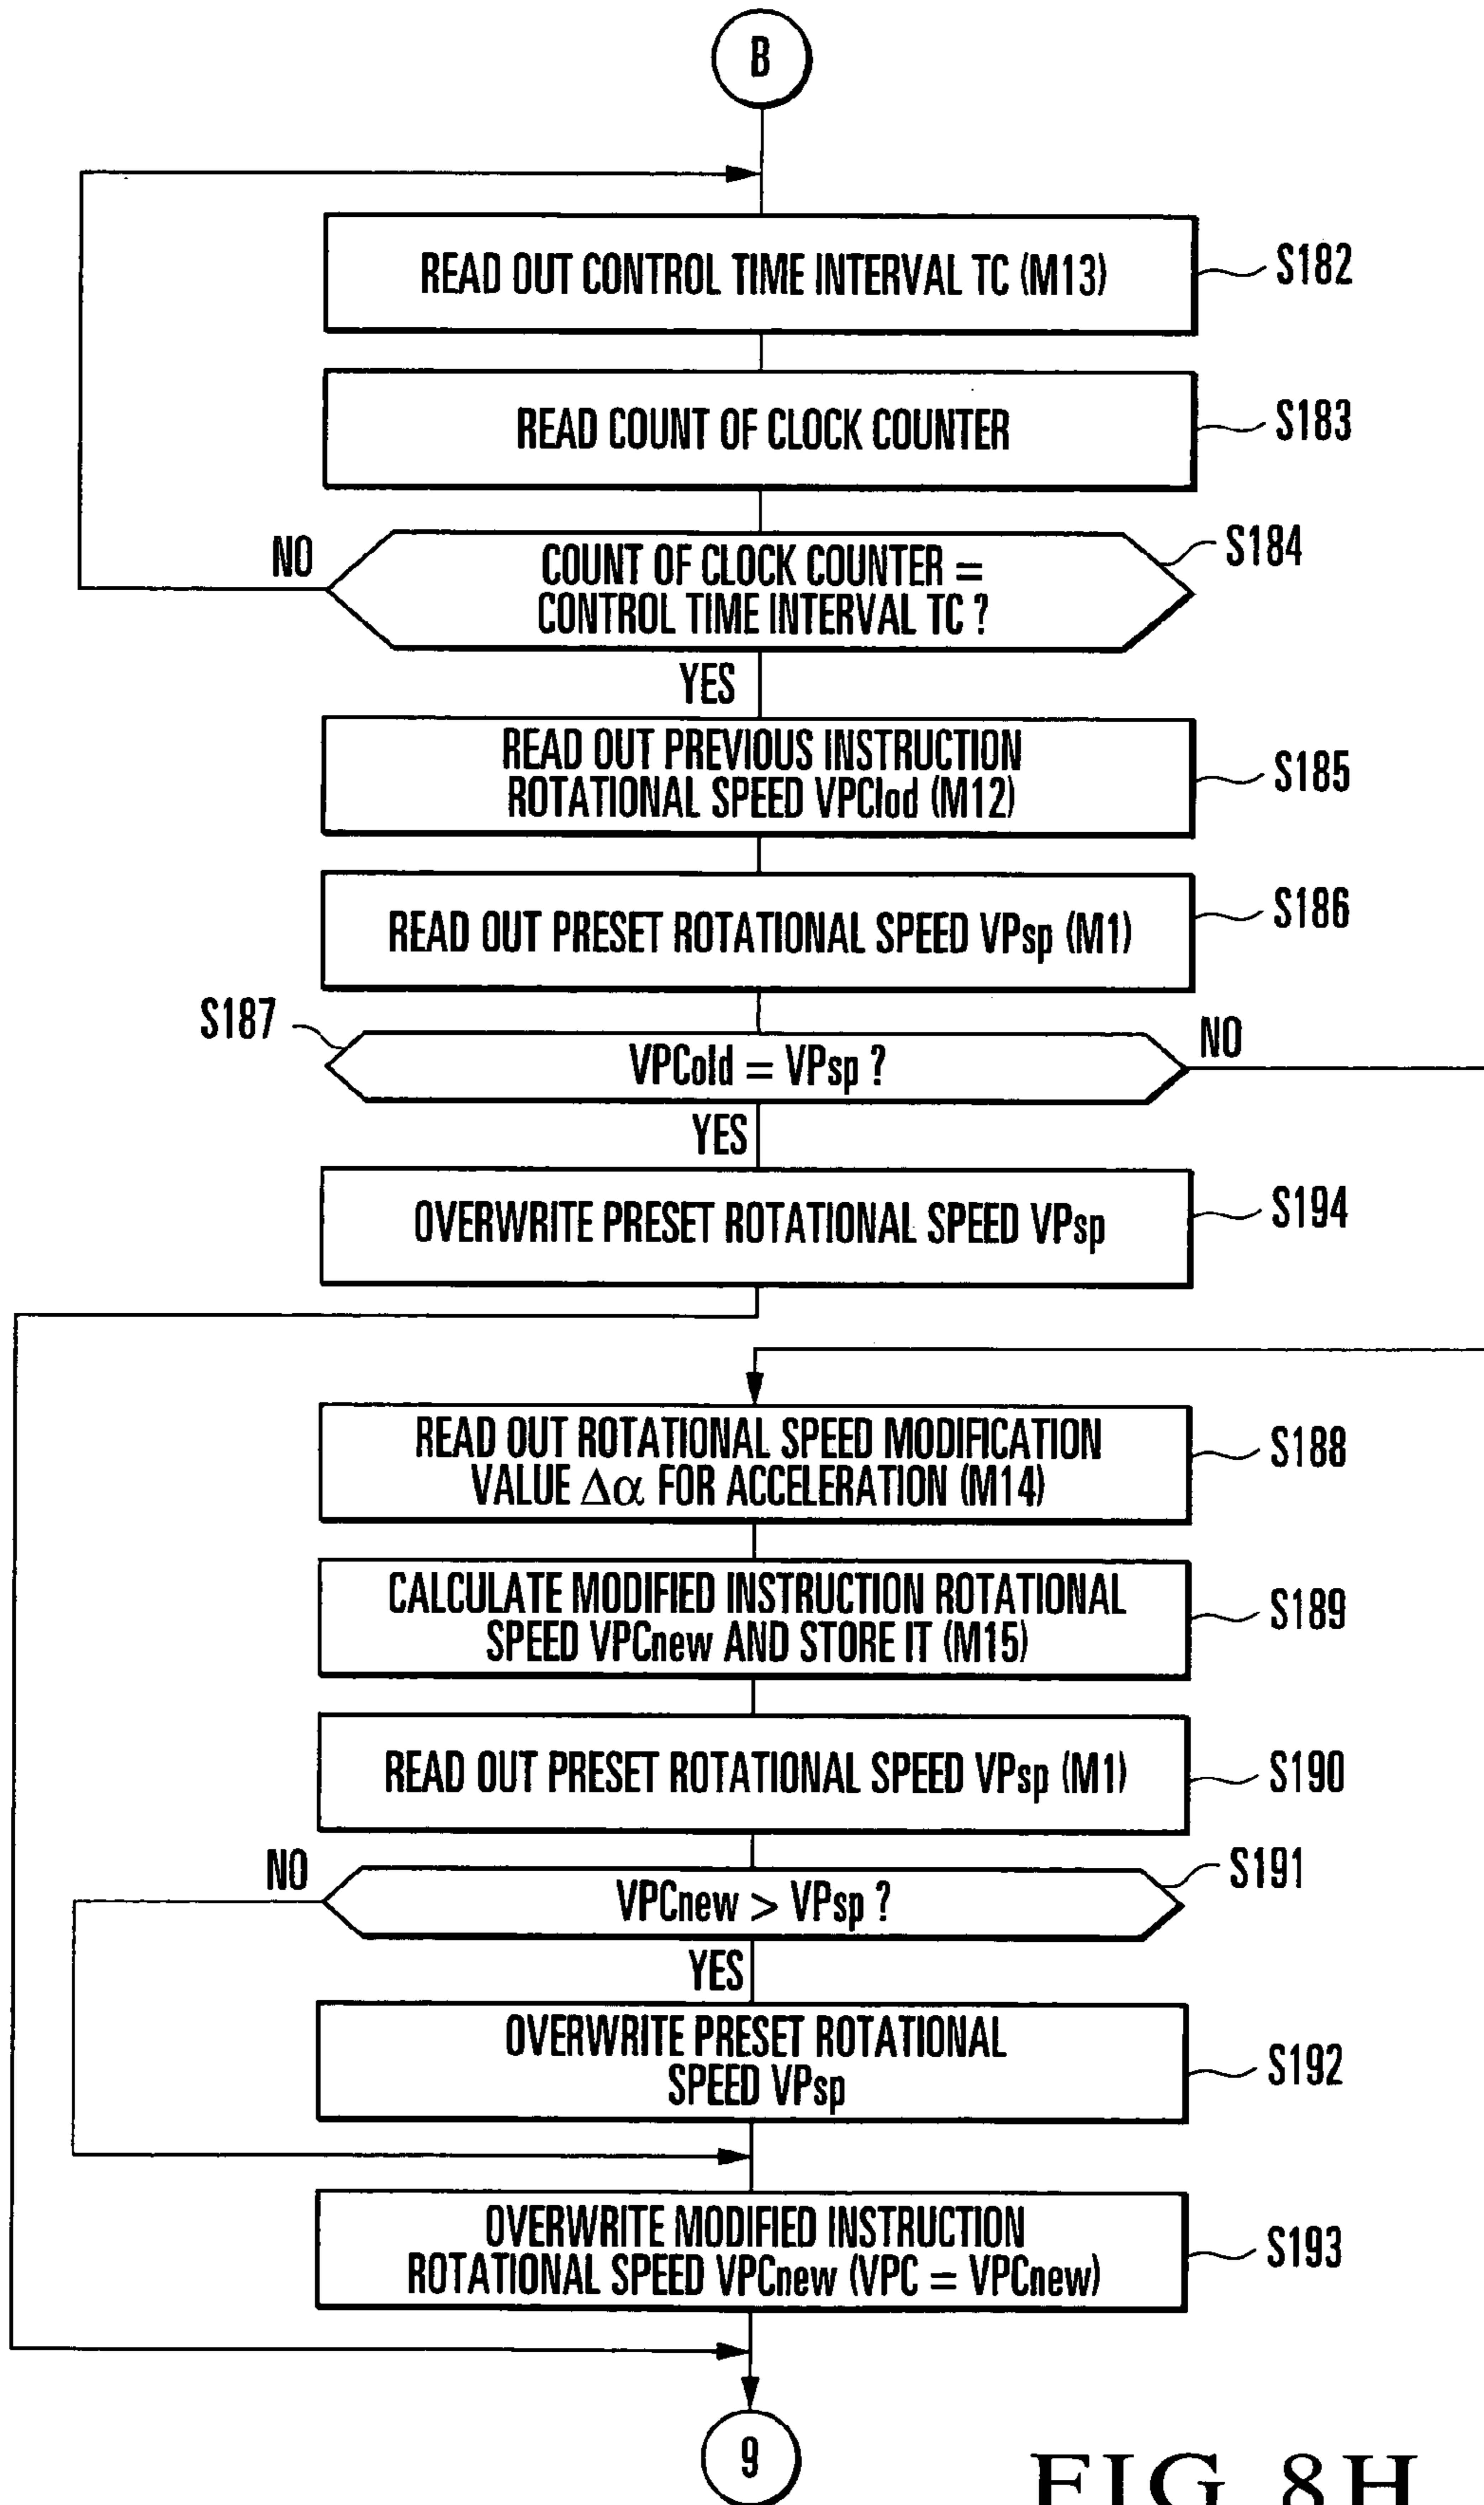 B
READ OUT CONTROL TIME INTERVAL TC (M13)
S182
READ COUNT OF CLOCK COUNTER
S183
NO
COUNT OF CLOCK COUNTER =
CONTROL TIME INTERVAL TC ?
S184
YES
READ OUT PREVIOUS INSTRUCTION
ROTATIONAL SPEED VPClod (M12)
S185
READ OUT PRESET ROTATIONAL SPEED VPsp (M1)
S186
S187
VPCold = VPsp ?
NO
YES
OVERWRITE PRESET ROTATIONAL SPEED VPsp
S194
READ OUT ROTATIONAL SPEED MODIFICATION
VALUE Δα FOR ACCELERATION (M14)
S188
CALCULATE MODIFIED INSTRUCTION ROTATIONAL
SPEED VPCnew AND STORE IT (M15)
S189
READ OUT PRESET ROTATIONAL SPEED VPsp (M1)
S190
NO
VPCnew > VPsp ?
S191
YES
OVERWRITE PRESET ROTATIONAL
SPEED VPsp
S192
OVERWRITE MODIFIED INSTRUCTION
ROTATIONAL SPEED VPCnew (VPC = VPCnew)
S193
9
FIG. 8H